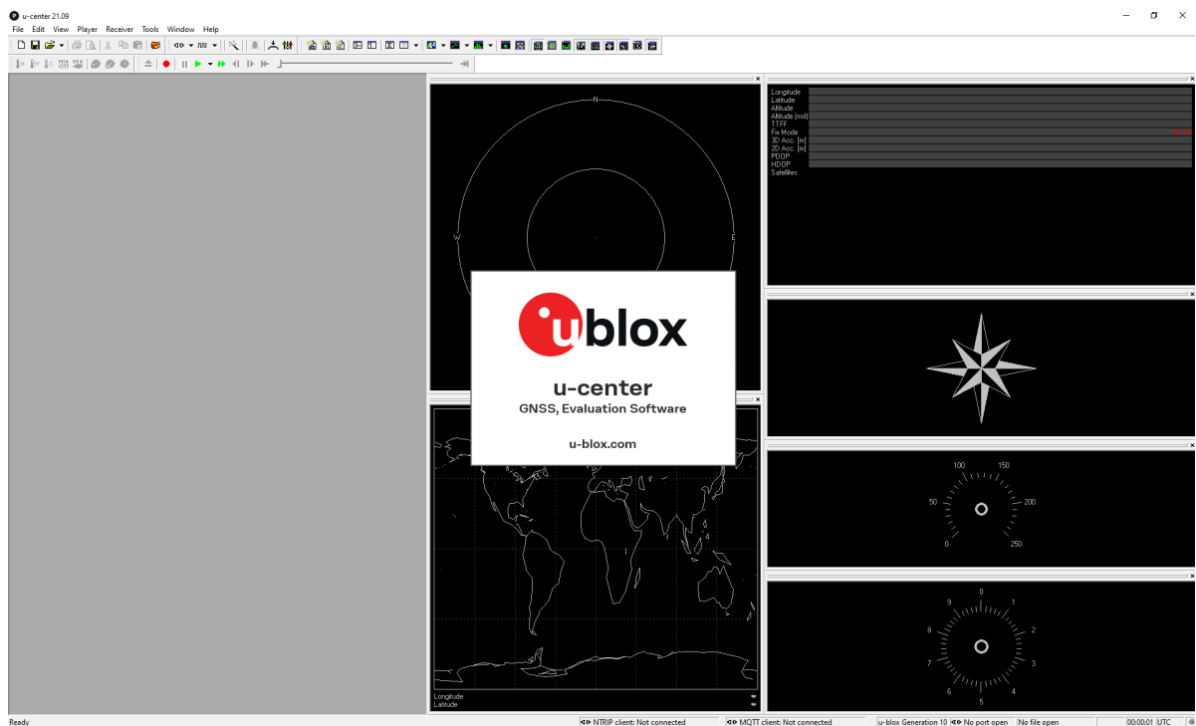 u-center 21.09
File Edit View Player Receiver Tools Window Help
N
W
E
Longitude
Latitude
Altitude
Altitude (msl)
TTFF
Fix Mode
3D Acc. [m]
2D Acc. [m]
PDOP
HDOP
Satellites
ublox
u-center
GNSS, Evaluation Software
u-blox.com
100 150
50 200
0 250
0
9 1
8 2
7 3
6 4
5
Longitude
Latitude
Ready NTRIP client: Not connected MQTT client: Not connected u-blox Generation 10 No port open No file open 00:00:01 UTC